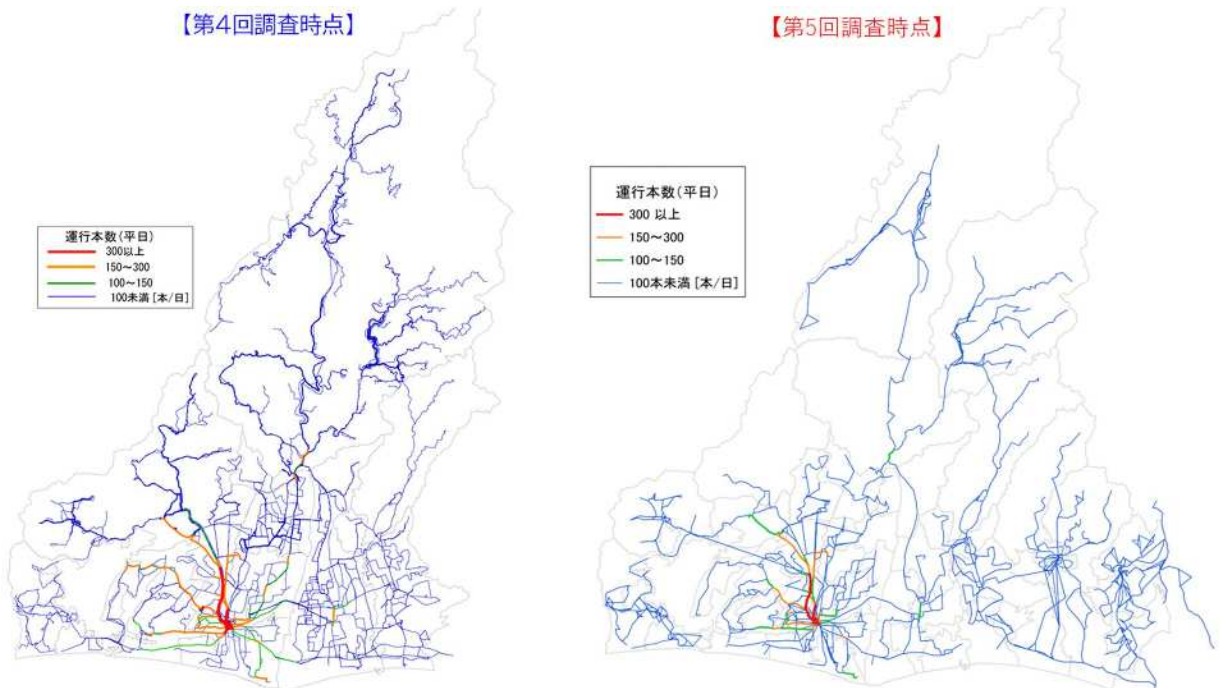 【第4回調査時点】
運行本数(平日)
300以上
150～300
100～150
100未満 [本/日]
【第5回調査時点】
運行本数(平日)
300 以上
150～300
100～150
100本未満 [本/日]